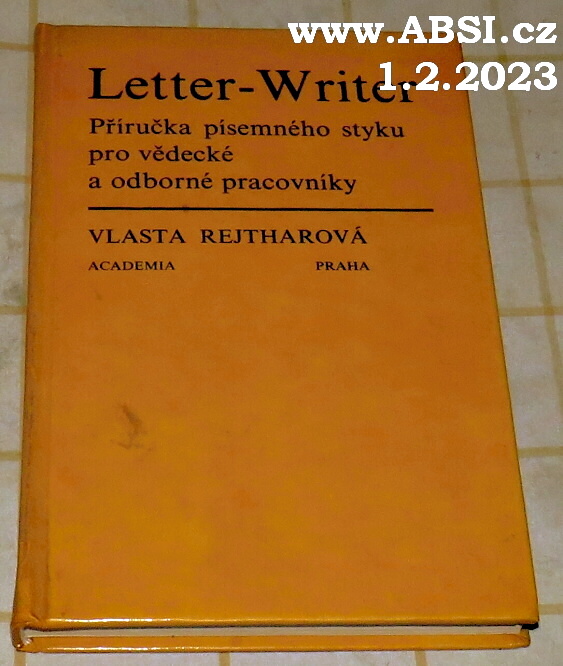 www.ABSI.cz
1.2.2023
Letter-Writer
Příručka písemného styku
pro vědecké
a odborné pracovníky
VLASTA REJTHAROVÁ
ACADEMIA PRAHA